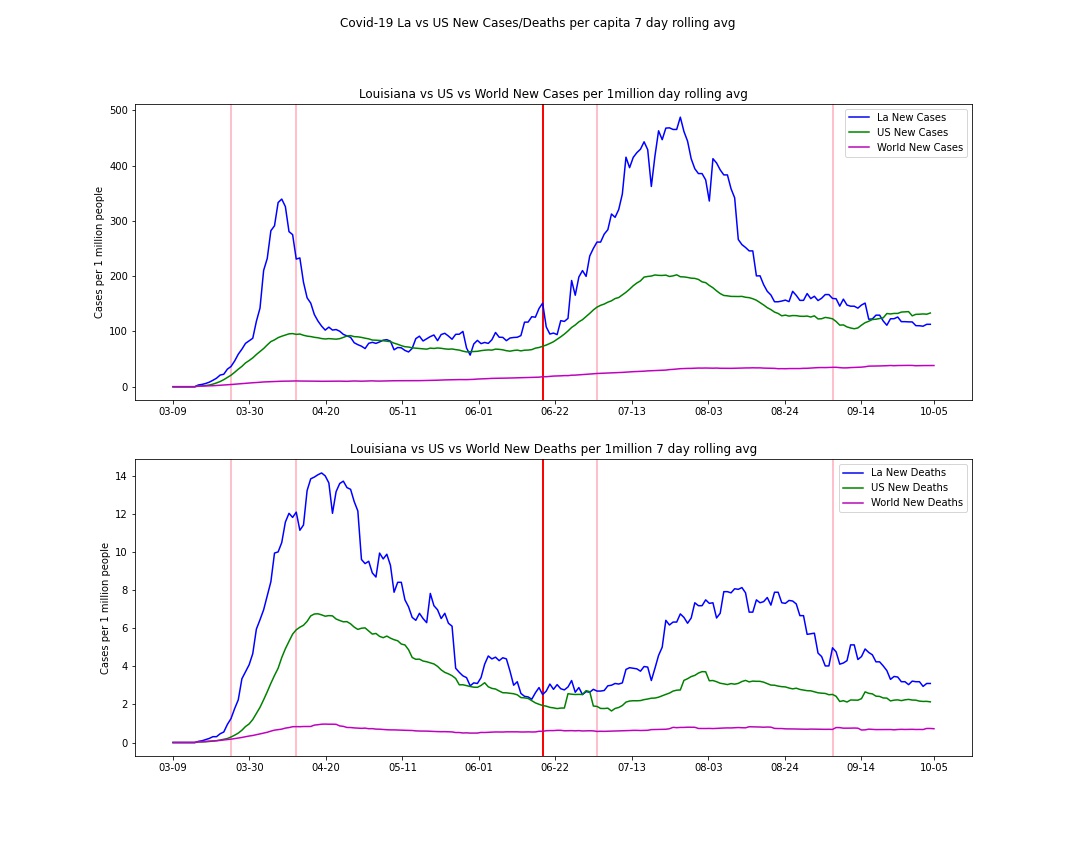 Covid-19 La vs US New Cases/Deaths per capita 7 day rolling avg
Louisiana vs US vs World New Cases per 1million day rolling avg
Cases per 1 million people
500
400
300
200
100
0
La New Cases
US New Cases
World New Cases
03-09 03-30 04-20 05-11 06-01 06-22 07-13 08-03 08-24 09-14 10-05
Louisiana vs US vs World New Deaths per 1million 7 day rolling avg
Cases per 1 million people
14
12
10
8
6
4
2
0
La New Deaths
US New Deaths
World New Deaths
03-09 03-30 04-20 05-11 06-01 06-22 07-13 08-03 08-24 09-14 10-05